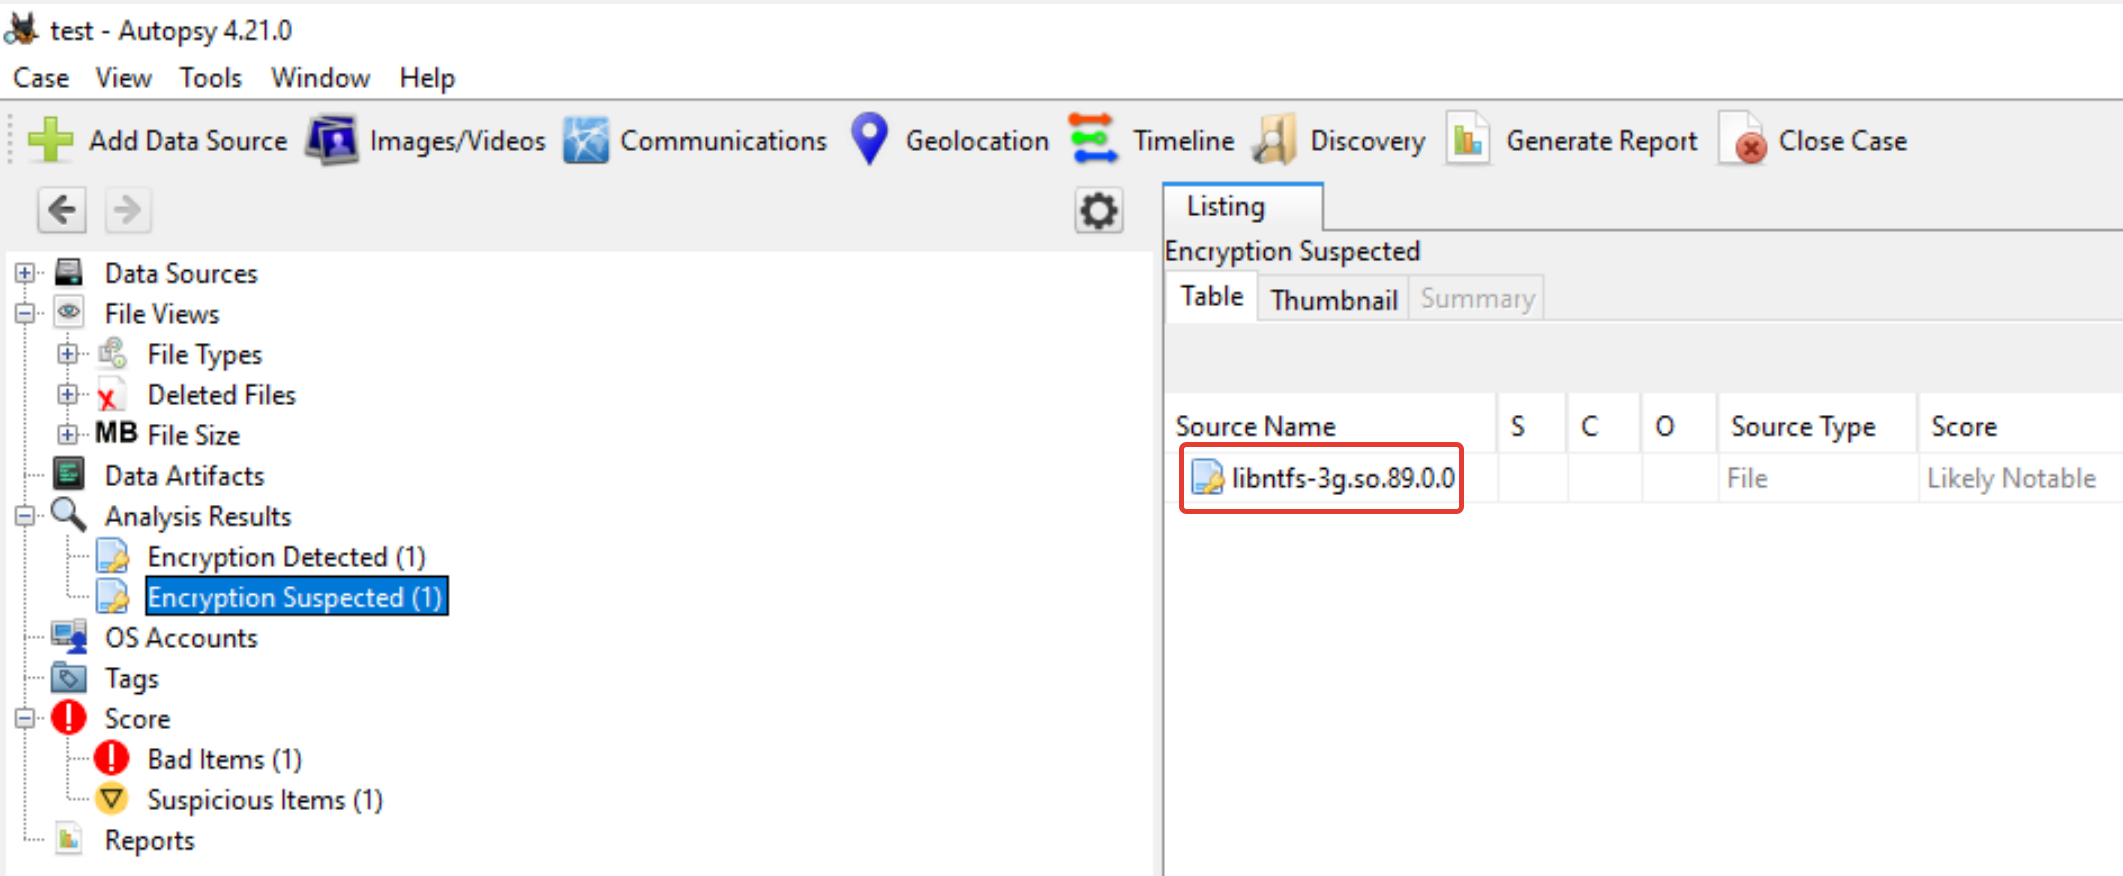 test - Autopsy 4.21.0
Case View Tools Window Help
Add Data Source Images/Videos Communications Geolocation Timeline Discovery Generate Report Close Case
Data Sources
File Views
File Types
Deleted Files
MB File Size
Data Artifacts
Analysis Results
Encryption Detected (1)
Encryption Suspected (1)
OS Accounts
Tags
Score
Bad Items (1)
Suspicious Items (1)
Reports
Listing
Encryption Suspected
Table Thumbnail Summary
Source Name S C O Source Type Score
libntfs-3g.so.89.0.0 File Likely Notable